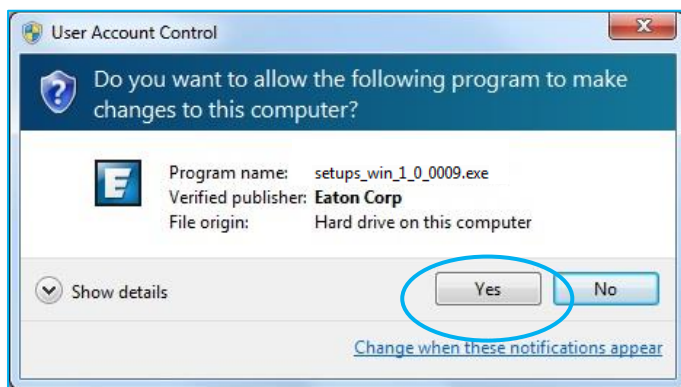 User Account Control
Do you want to allow the following program to make
changes to this computer?
Program name: setups_win_1_0_0009.exe
Verified publisher: Eaton Corp
File origin: Hard drive on this computer
Show details
Yes
No
Change when these notifications appear